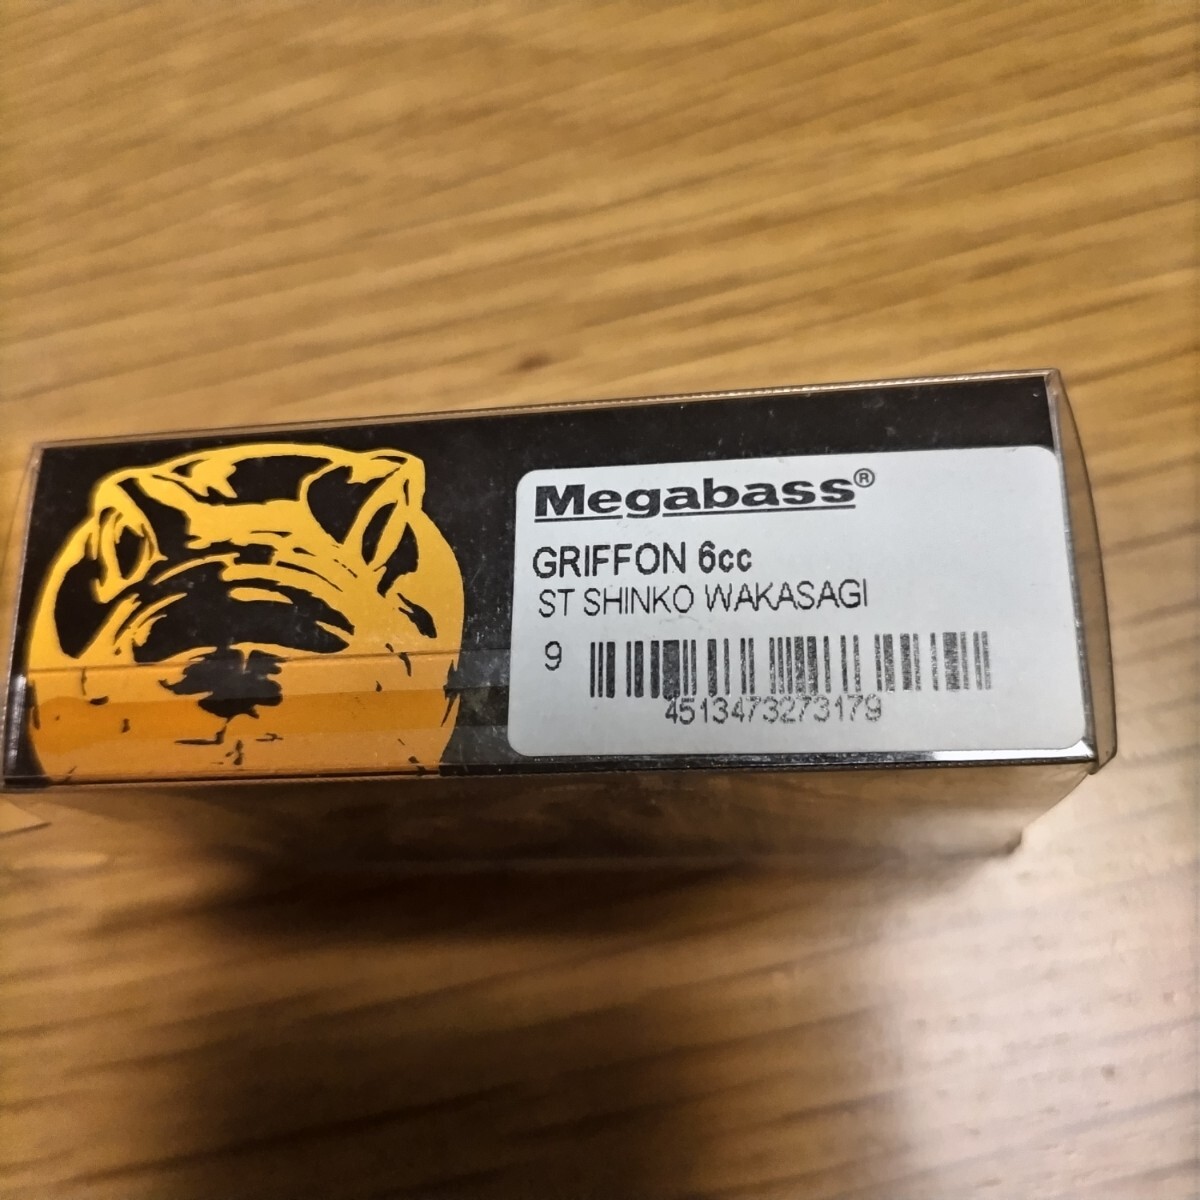 Megabass®
GRIFFON 6cc
ST SHINKO WAKASAGI
9
4513473273179